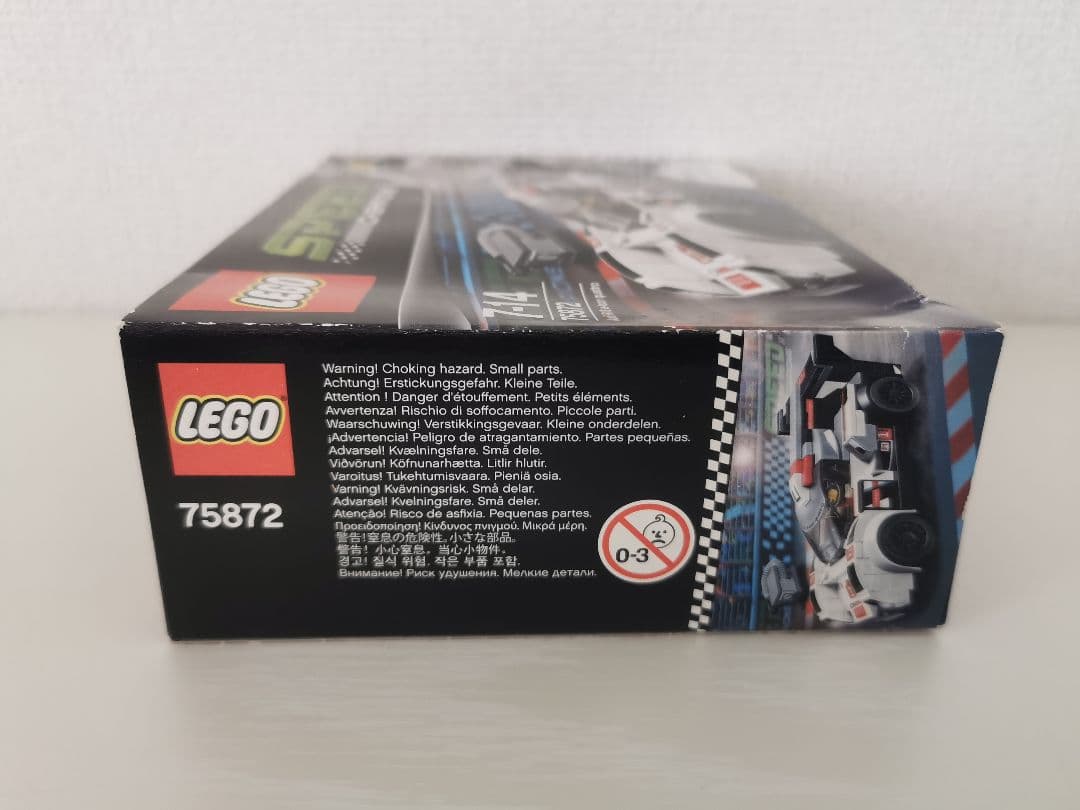 SPEED
LEGO
7-14
75872
LEGO
75872
Warning! Choking hazard. Small parts.
Achtung! Erstickungsgefahr. Kleine Teile.
Attention ! Danger d'étouffement. Petits éléments.
Avvertenza! Rischio di soffocamento. Piccole parti.
Waarschuwing! Verstikkingsgevaar. Kleine onderdelen.
¡Advertencia! Peligro de atragantamiento. Partes pequeñas.
Advarsel! Kvælningsfare. Små dele.
Viðvörun! Köfnunarhætta. Litlir hlutir.
Varoitus! Tukehtumisvaara. Pieniä osia.
Varning! Kvävningsrisk. Små delar.
Advarsel! Kvelningsfare. Små deler.
Atenção! Risco de asfixia. Pequenas partes.
Προειδοποίηση! Κίνδυνος πνιγμού. Μικρά μέρη.
警告!窒息の危険性。小さな部品。
警告! 小心窒息。当心小物件。
경고! 질식 위험. 작은 부품 포함.
Внимание! Риск удушения. Мелкие детали.
0-3
SPEED